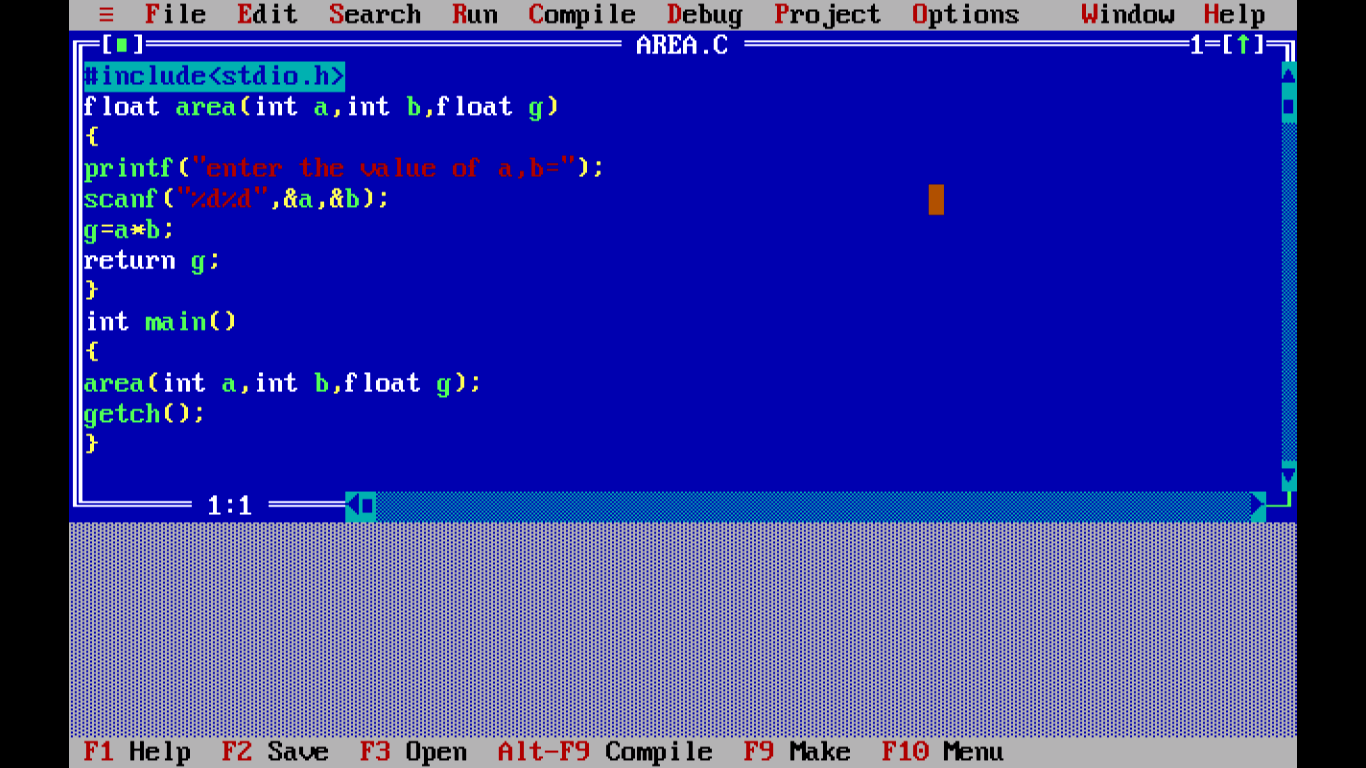 ≡ File Edit Search Run Compile Debug Project Options Window Help
[■] AREA.C 1=[↑]
#include<stdio.h>
float area(int a,int b,float g)
{
printf("enter the value of a,b=");
scanf("%d%d",&a,&b);
g=a*b;
return g;
}
int main()
{
area(int a,int b,float g);
getch();
}
1:1
F1 Help F2 Save F3 Open Alt-F9 Compile F9 Make F10 Menu